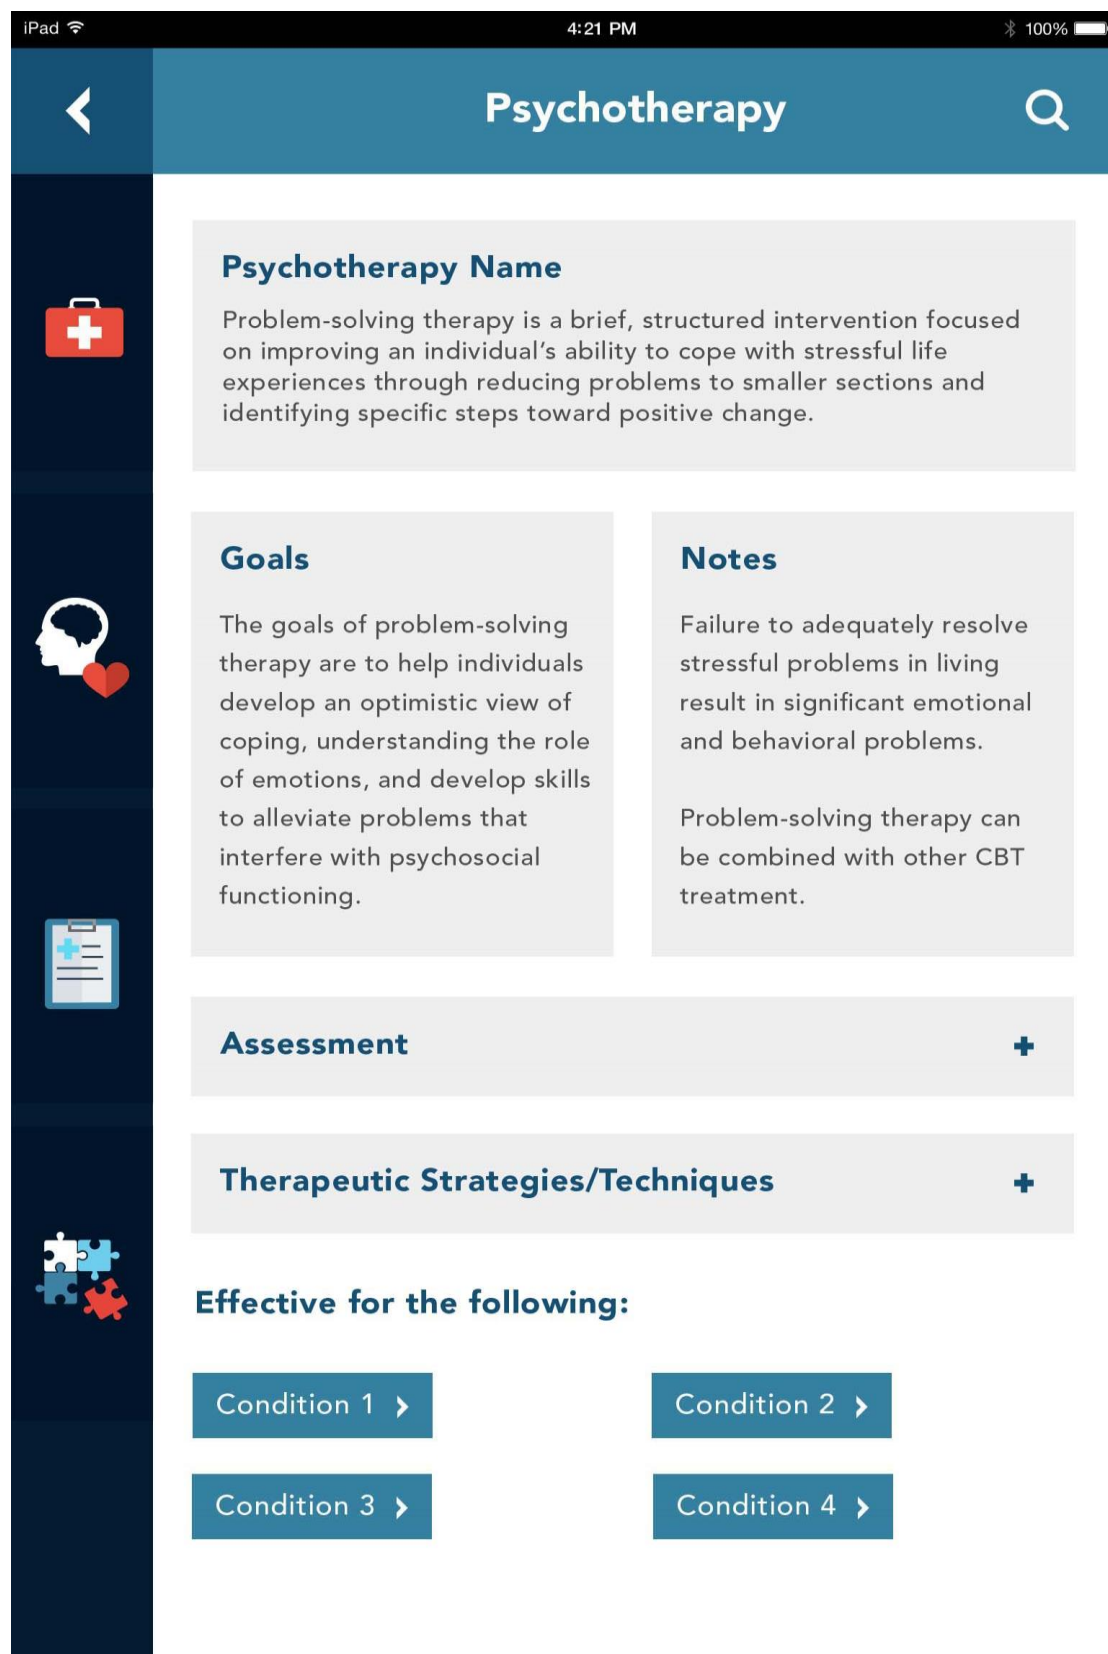 iPad 4:21 PM 100%
Psychotherapy
Psychotherapy Name
Problem-solving therapy is a brief, structured intervention focused
on improving an individual's ability to cope with stressful life
experiences through reducing problems to smaller sections and
identifying specific steps toward positive change.
Goals
The goals of problem-solving
therapy are to help individuals
develop an optimistic view of
coping, understanding the role
of emotions, and develop skills
to alleviate problems that
interfere with psychosocial
functioning.
Notes
Failure to adequately resolve
stressful problems in living
result in significant emotional
and behavioral problems.
Problem-solving therapy can
be combined with other CBT
treatment.
Assessment +
Therapeutic Strategies/Techniques +
Effective for the following:
Condition 1
Condition 2
Condition 3
Condition 4